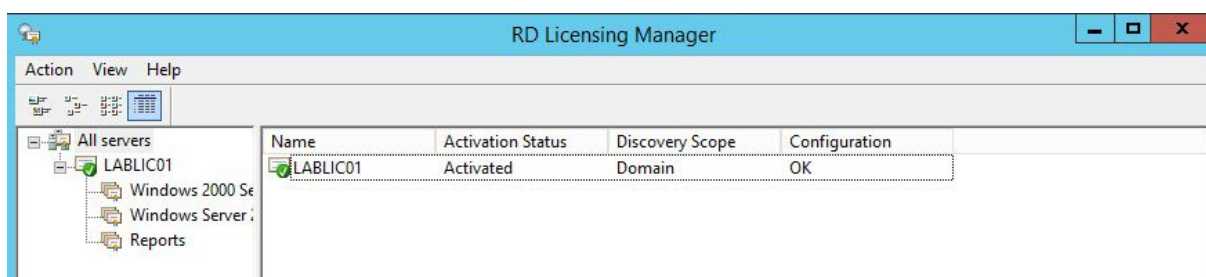 RD Licensing Manager
Action View Help
All servers
LABLIC01
Windows 2000 Se
Windows Server
Reports
Name Activation Status Discovery Scope Configuration
LABLIC01 Activated Domain OK